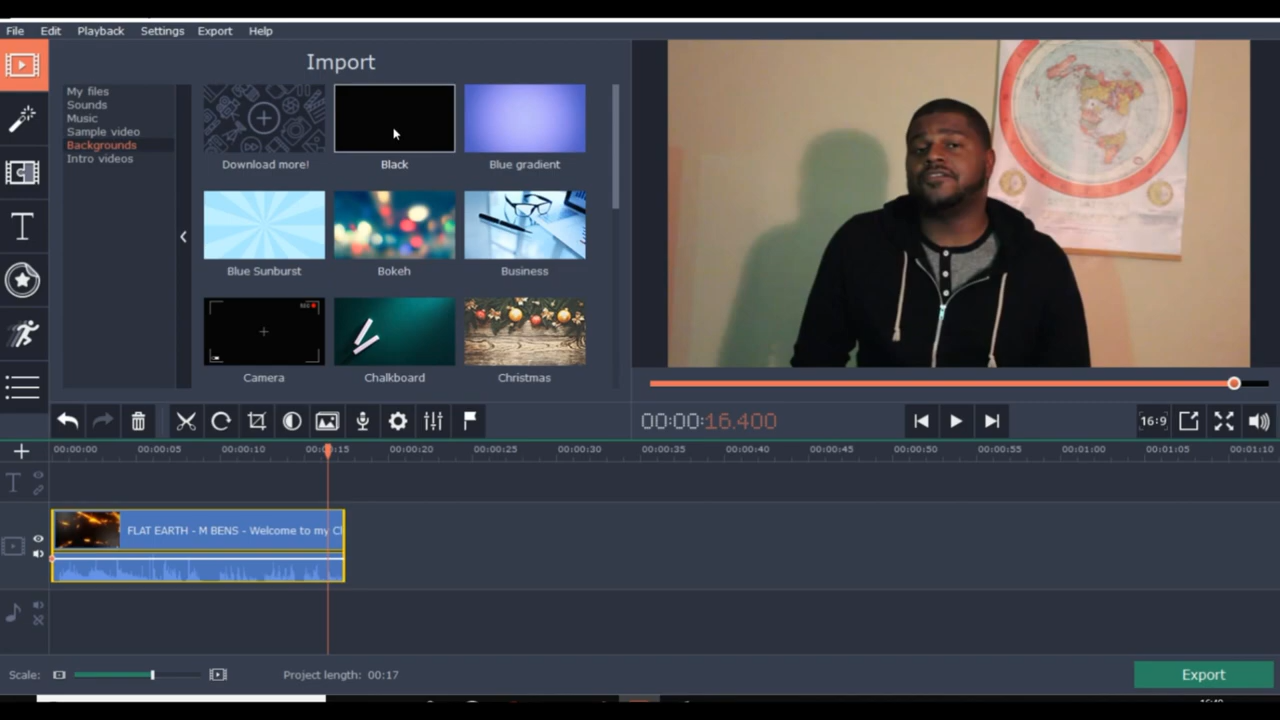 File Edit Playback Settings Export Help
Import
My files
Sounds
Music
Sample video
Backgrounds
Intro videos
Download more! Black Blue gradient
Blue Sunburst Bokeh Business
Camera Chalkboard Christmas
00:00:16.400
16:9
00:00:00 00:00:05 00:00:10 00:00:15 00:00:20 00:00:25 00:00:30 00:00:35 00:00:40 00:00:45 00:00:50 00:00:55 00:01:00 00:01:05 00:01:10
FLAT EARTH - M BENS - Welcome to my C
Scale: Project length: 00:17
Export